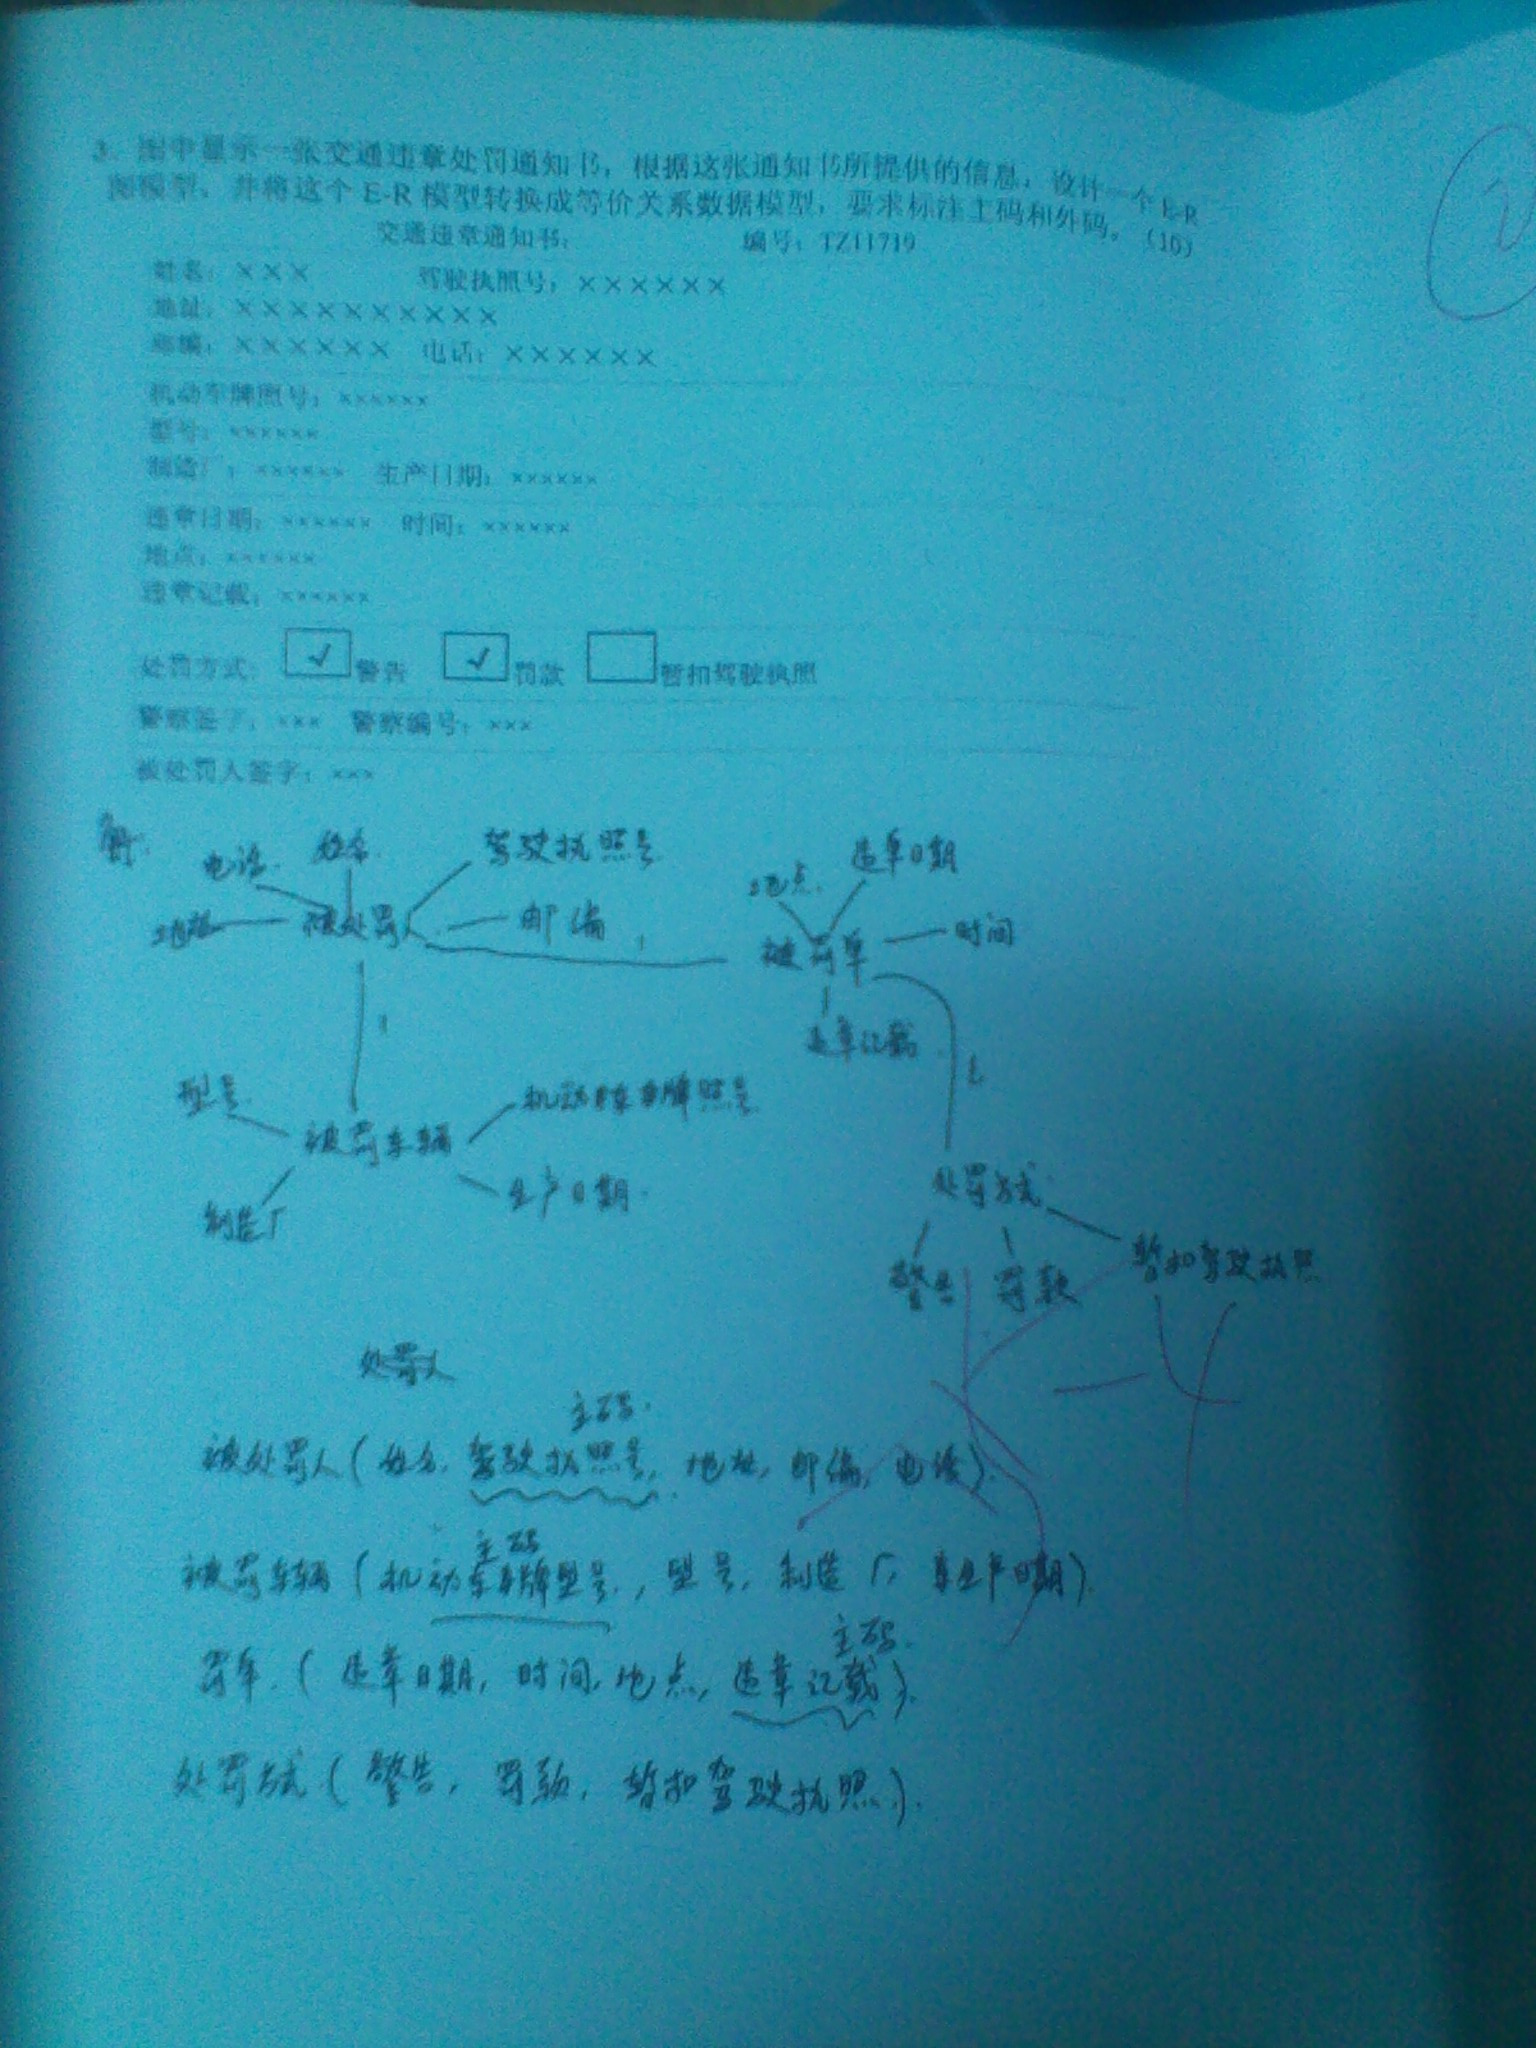 3、图中显示一张交通违章处罚通知书，根据这张通知书所提供的信息，设计一个E-R
图模型，并将这个E-R模型转换成等价关系数据模型，要求标注主码和外码。（16）
交通违章通知书： 编号：TZ11719
姓名：××× 驾驶执照号：××××××
地址：××××××××××
邮编：×××××× 电话：××××××
机动车牌照号：××××××
型号：××××××
制造厂：×××××× 生产日期：××××××
违章日期：×××××× 时间：××××××
地点：××××××
违章记载：××××××
处罚方式： √ 警告 √ 罚款 暂扣驾驶执照
警察签字：××× 警察编号：×××
被处罚人签字：×××
解：
电话 姓名 驾驶执照号 地点 违章日期
地址 被处罚人 邮编 1 被罚单 时间
1 违章记载
1
型号 机动车牌照号
被罚车辆
制造厂 生产日期 处罚方式
警告 罚款 暂扣驾驶执照
-4
处罚人
主码
被处罚人（姓名，驾驶执照号，地址，邮编，电话）
主码
被罚车辆（机动车牌型号，型号，制造厂，生产日期）
主码
罚单（违章日期，时间，地点，违章记载）
处罚方式（警告，罚款，暂扣驾驶执照）